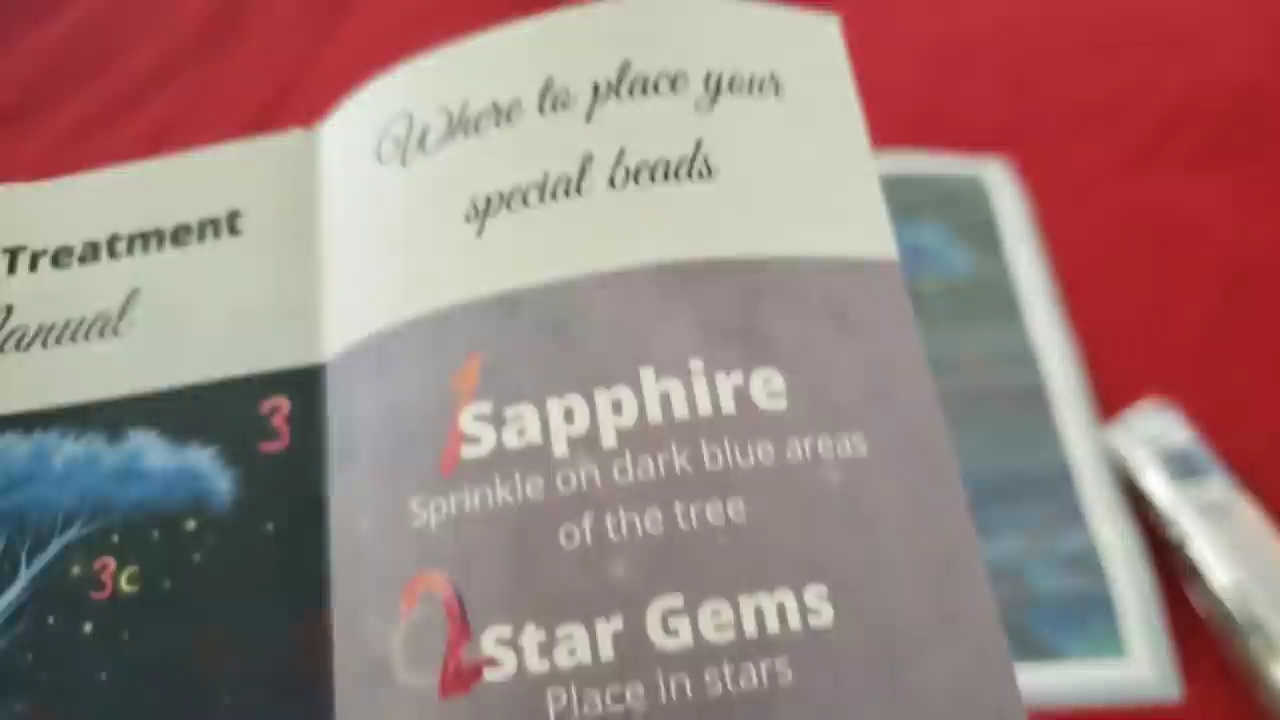 Treatment
anual
3
3c
Where to place your
special beads
1 Sapphire
Sprinkle on dark blue areas
of the tree
2 Star Gems
Place in stars